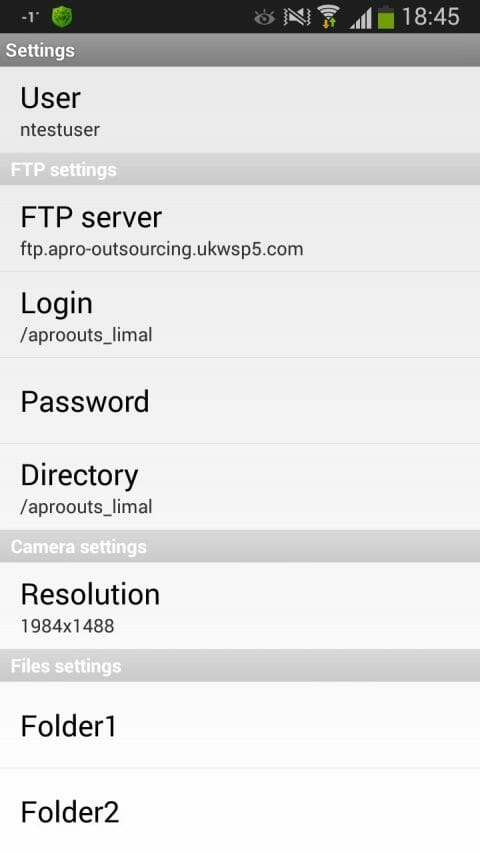 -1°
18:45
Settings
User
ntestuser
FTP settings
FTP server
ftp.apro-outsourcing.ukwsp5.com
Login
/aproouts_limal
Password
Directory
/aproouts_limal
Camera settings
Resolution
1984x1488
Files settings
Folder1
Folder2